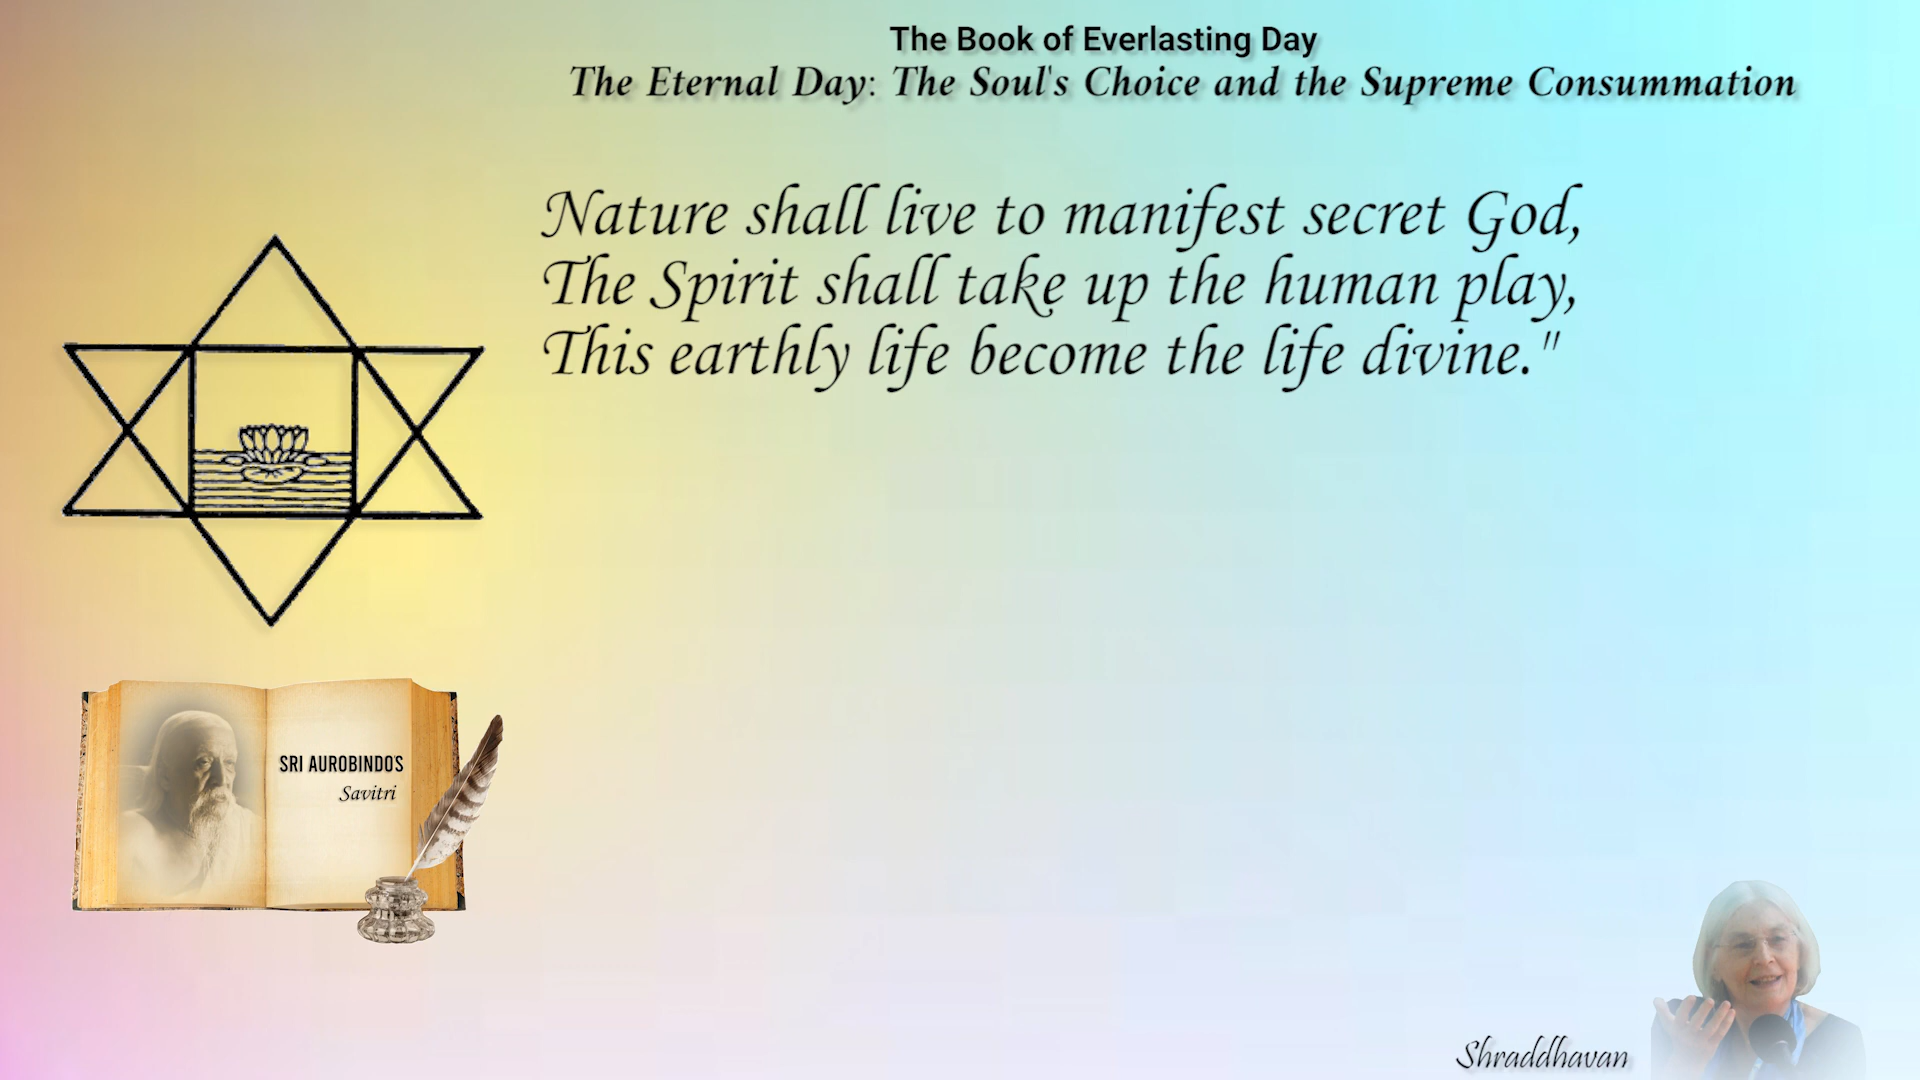 The Book of Everlasting Day
The Eternal Day: The Soul's Choice and the Supreme Consummation
Nature shall live to manifest secret God,
The Spirit shall take up the human play,
This earthly life become the life divine."
SRI AUROBINDO'S
Savitri
Shraddhavan